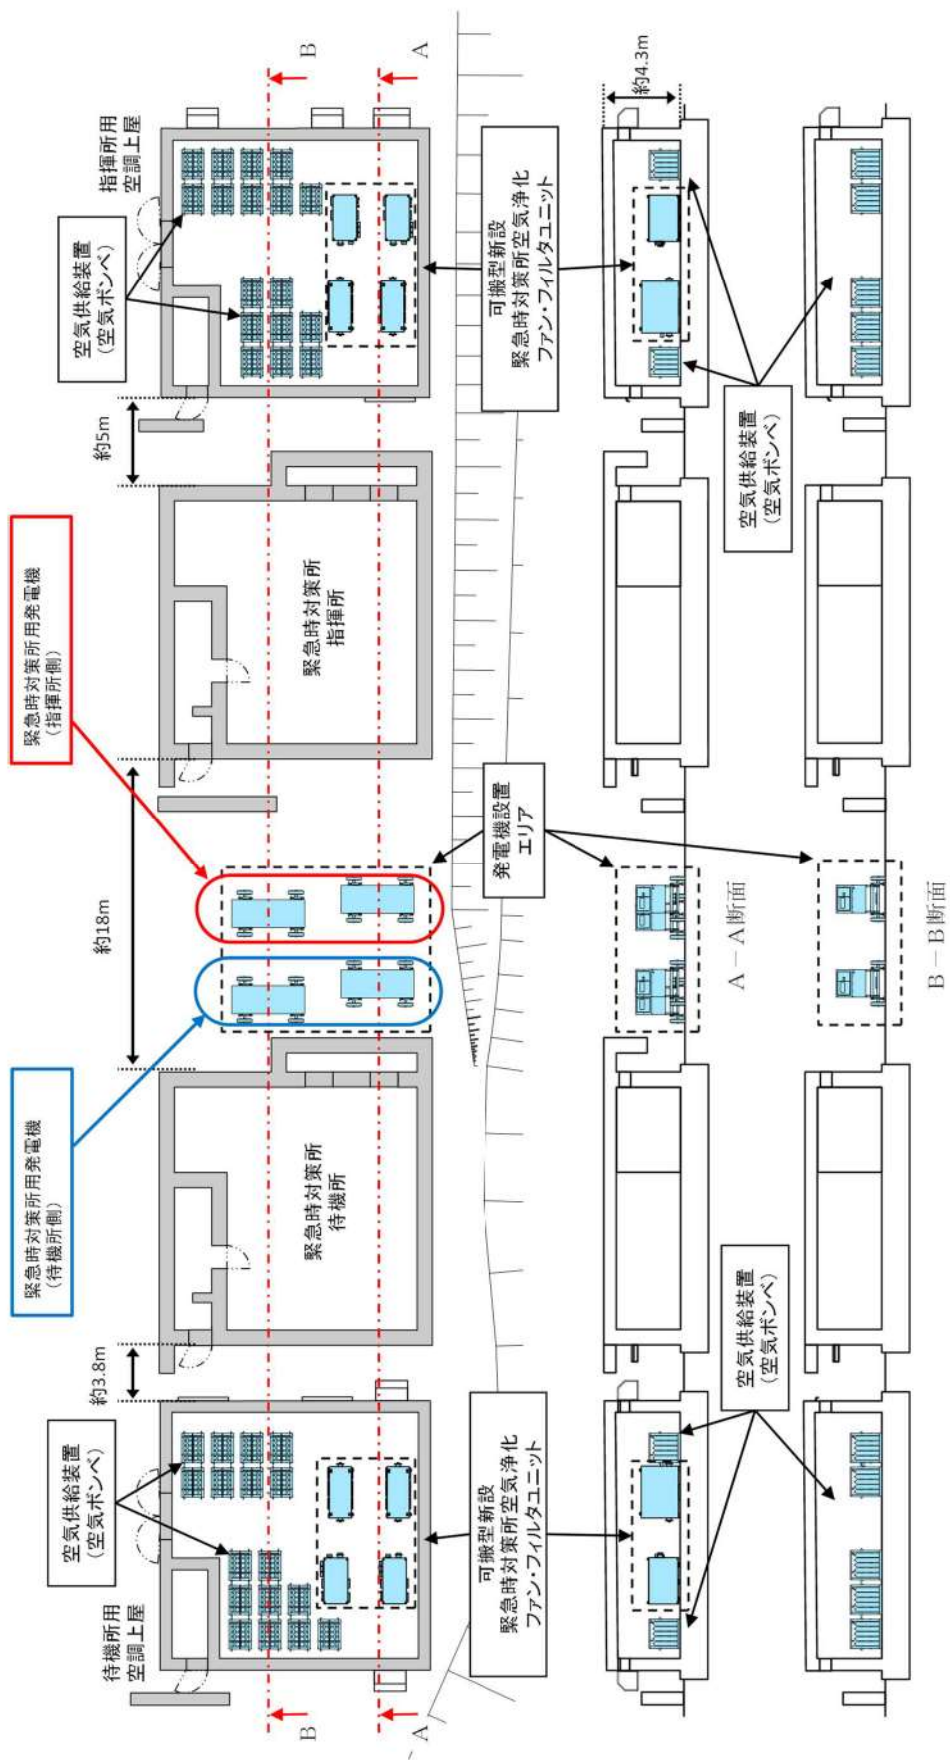 緊急時対策所用発電機
（待機所側）
緊急時対策所用発電機
（指揮所側）
待機所用
空調上屋
空気供給装置
（空気ボンベ）
約3.8m
約18m
約5m
空気供給装置
（空気ボンベ）
指揮所用
空調上屋
緊急時対策所
待機所
緊急時対策所
指揮所
B
B
A
A
可搬型新設
緊急時対策所空気浄化
ファン・フィルタユニット
発電機設置
エリア
可搬型新設
緊急時対策所空気浄化
ファン・フィルタユニット
約4.3m
A－A断面
空気供給装置
（空気ボンベ）
空気供給装置
（空気ボンベ）
B－B断面